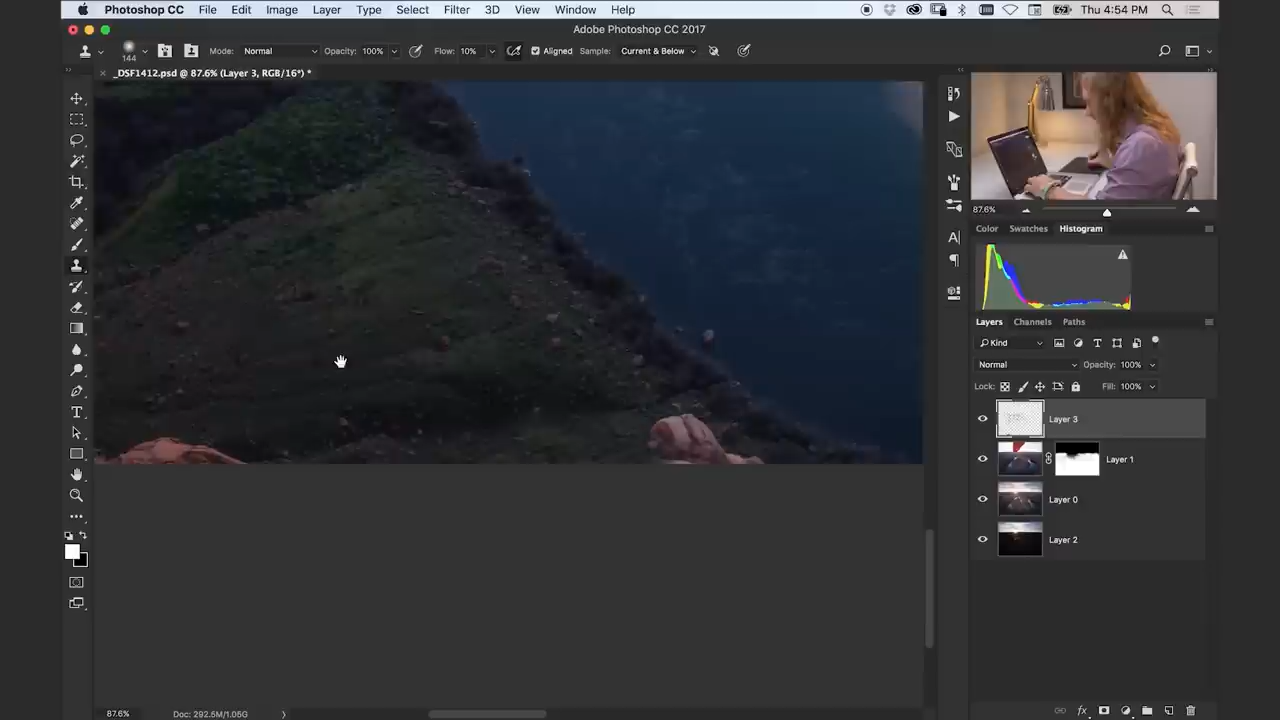 Photoshop CC File Edit Image Layer Type Select Filter 3D View Window Help Thu 4:54 PM
Adobe Photoshop CC 2017
144 Mode: Normal Opacity: 100% Flow: 10% Aligned Sample: Current & Below
_DSF1412.psd @ 87.6% (Layer 3, RGB/16*) *
87.6%
Color Swatches Histogram
Layers Channels Paths
Kind
Normal Opacity: 100%
Lock: Fill: 100%
Layer 3
Layer 1
Layer 0
Layer 2
87.6% Doc: 292.5M/1.05G